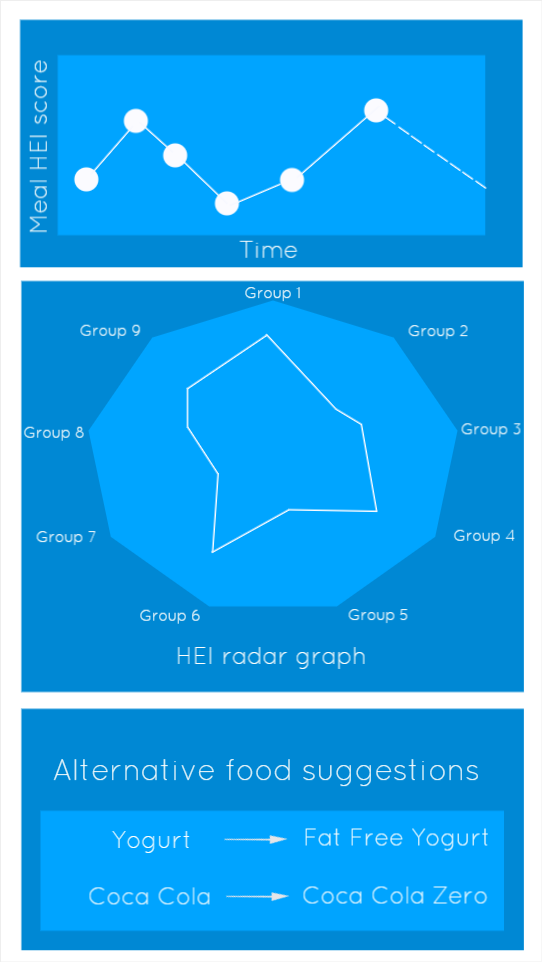 Meal HEI score
Time
Group 1
Group 9
Group 2
Group 8
Group 3
Group 7
Group 4
Group 6
Group 5
HEI radar graph
Alternative food suggestions
Yogurt
Fat Free Yogurt
Coca Cola
Coca Cola Zero